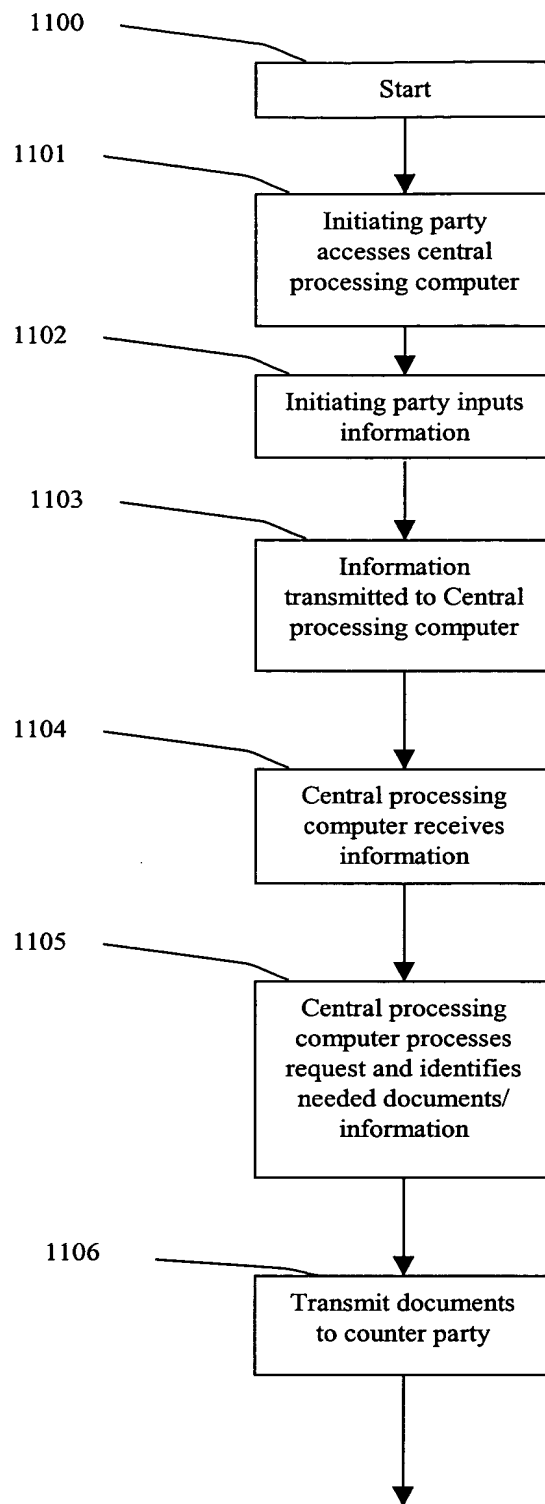 1100
Start
1101
Initiating party
accesses central
processing computer
1102
Initiating party inputs
information
1103
Information
transmitted to Central
processing computer
1104
Central processing
computer receives
information
1105
Central processing
computer processes
request and identifies
needed documents/
information
1106
Transmit documents
to counter party